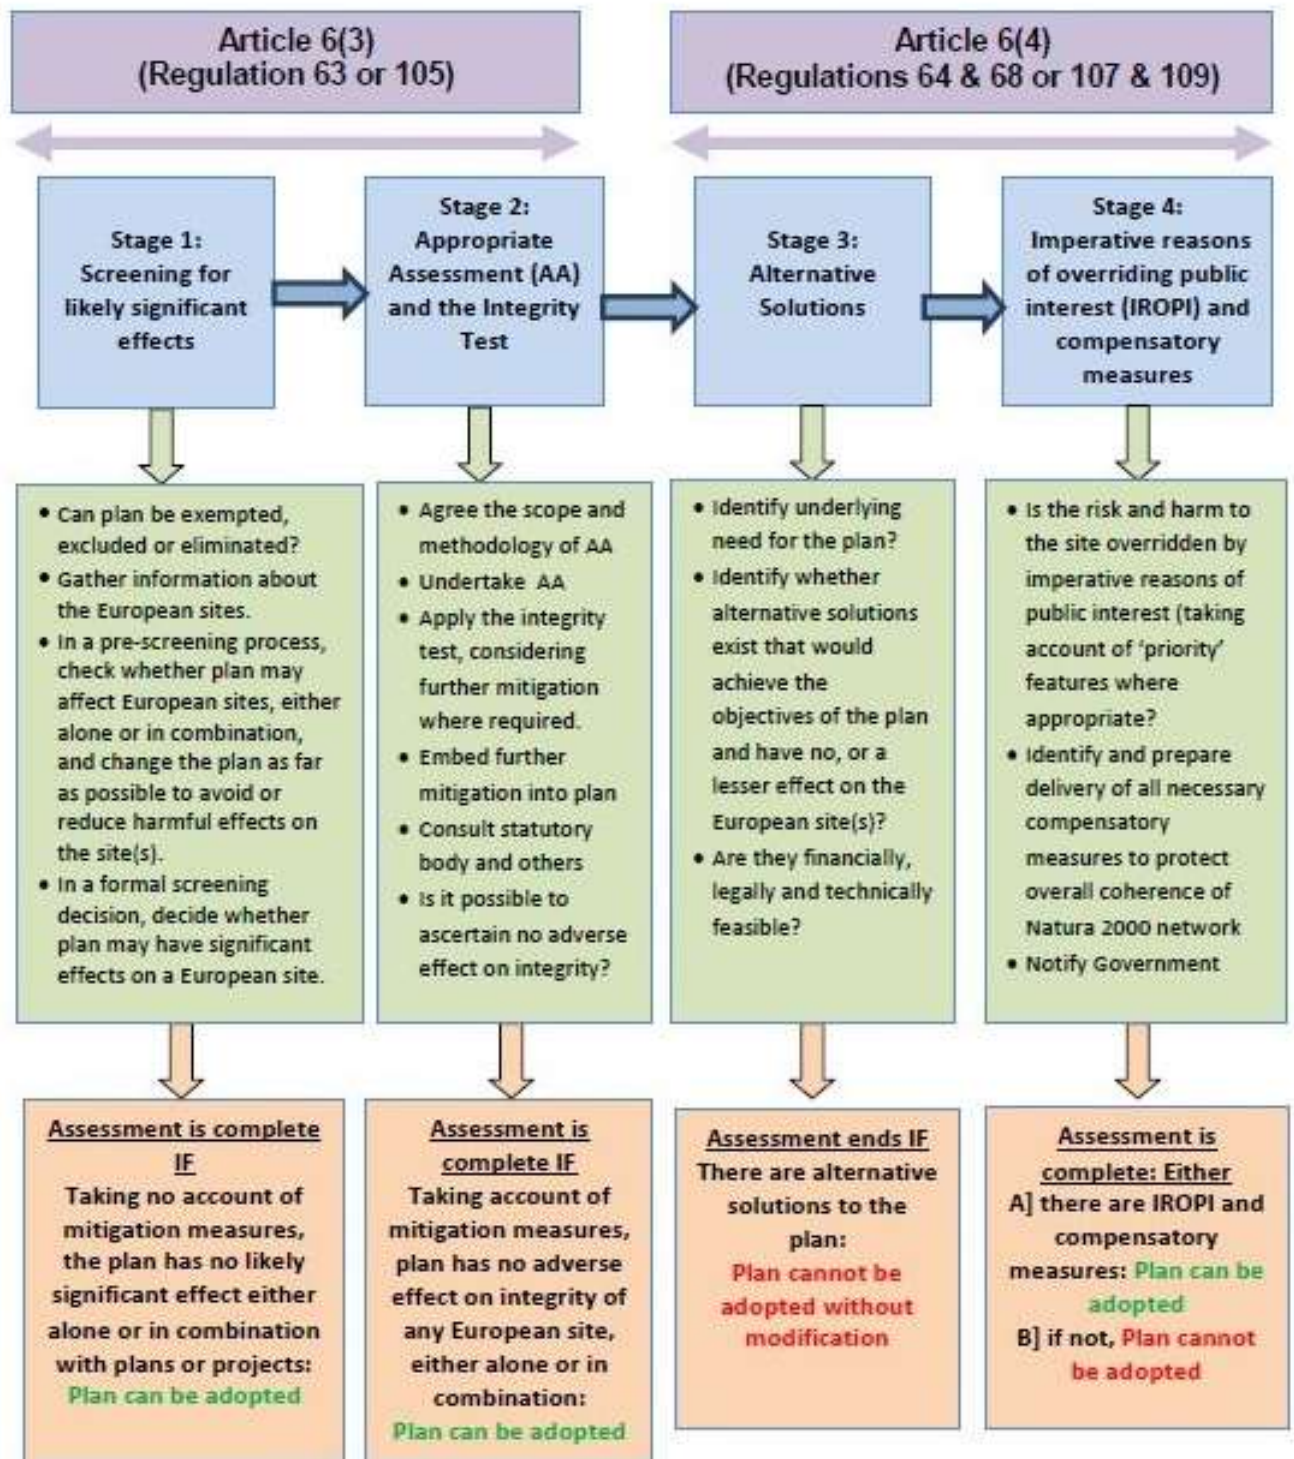 Article 6(3)
(Regulation 63 or 105)
Article 6(4)
(Regulations 64 & 68 or 107 & 109)
Stage 1:
Screening for
likely significant
effects
Stage 2:
Appropriate
Assessment (AA)
and the Integrity
Test
Stage 3:
Alternative
Solutions
Stage 4:
Imperative reasons
of overriding public
interest (IROPI) and
compensatory
measures
• Can plan be exempted,
excluded or eliminated?
• Gather information about
the European sites.
• In a pre-screening process,
check whether plan may
affect European sites, either
alone or in combination,
and change the plan as far
as possible to avoid or
reduce harmful effects on
the site(s).
• In a formal screening
decision, decide whether
plan may have significant
effects on a European site.
• Agree the scope and
methodology of AA
• Undertake AA
• Apply the integrity
test, considering
further mitigation
where required.
• Embed further
mitigation into plan
• Consult statutory
body and others
• Is it possible to
ascertain no adverse
effect on integrity?
• Identify underlying
need for the plan?
• Identify whether
alternative solutions
exist that would
achieve the
objectives of the plan
and have no, or a
lesser effect on the
European site(s)?
• Are they financially,
legally and technically
feasible?
• Is the risk and harm to
the site overridden by
imperative reasons of
public interest (taking
account of ‘priority’
features where
appropriate?
• Identify and prepare
delivery of all necessary
compensatory
measures to protect
overall coherence of
Natura 2000 network
• Notify Government
Assessment is complete
IF
Taking no account of
mitigation measures,
the plan has no likely
significant effect either
alone or in combination
with plans or projects:
Plan can be adopted
Assessment is
complete IF
Taking account of
mitigation measures,
plan has no adverse
effect on integrity of
any European site,
either alone or in
combination:
Plan can be adopted
Assessment ends IF
There are alternative
solutions to the
plan:
Plan cannot be
adopted without
modification
Assessment is
complete: Either
A] there are IROPI and
compensatory
measures: Plan can be
adopted
B] if not, Plan cannot
be adopted